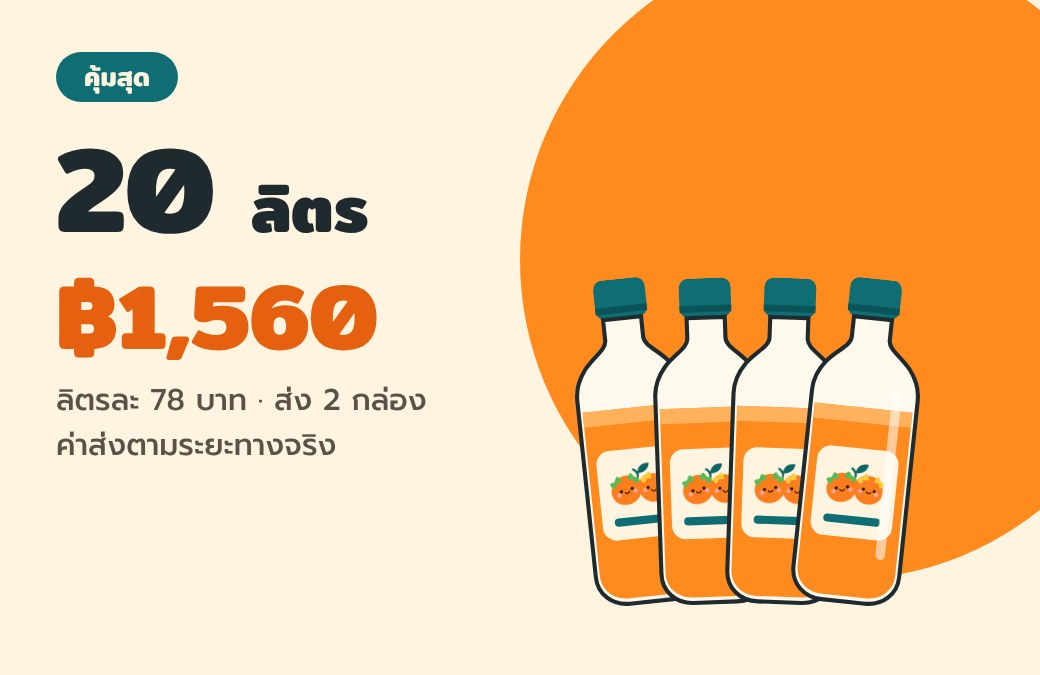 คุ้มสุด
20 ลิตร
฿1,560
ลิตรละ 78 บาท · ส่ง 2 กล่อง
ค่าส่งตามระยะทางจริง